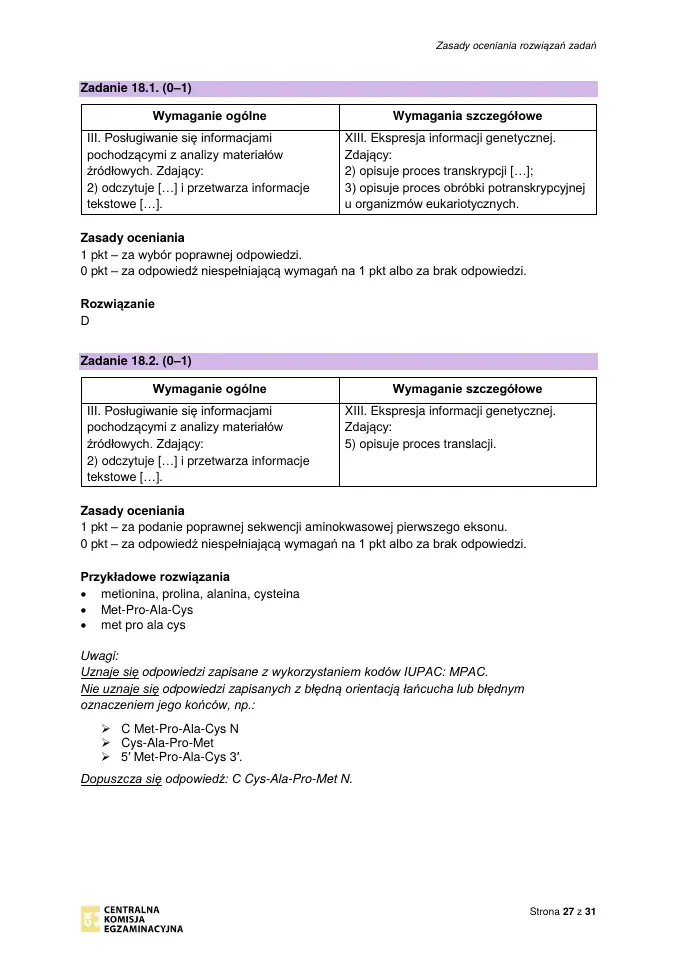 Zasady oceniania rozwiązań zadań
Zadanie 18.1. (0–1)
Wymaganie ogólne
Wymagania szczegółowe
III. Posługiwanie się informacjami
pochodzącymi z analizy materiałów
źródłowych. Zdający:
2) odczytuje […] i przetwarza informacje
tekstowe […].
XIII. Ekspresja informacji genetycznej.
Zdający:
2) opisuje proces transkrypcji […];
3) opisuje proces obróbki potranskrypcyjnej
u organizmów eukariotycznych.
Zasady oceniania
1 pkt – za wybór poprawnej odpowiedzi.
0 pkt – za odpowiedź niespełniającą wymagań na 1 pkt albo za brak odpowiedzi.
Rozwiązanie
D
Zadanie 18.2. (0–1)
Wymaganie ogólne
Wymaganie szczegółowe
III. Posługiwanie się informacjami
pochodzącymi z analizy materiałów
źródłowych. Zdający:
2) odczytuje […] i przetwarza informacje
tekstowe […].
XIII. Ekspresja informacji genetycznej.
Zdający:
5) opisuje proces translacji.
Zasady oceniania
1 pkt – za podanie poprawnej sekwencji aminokwasowej pierwszego eksonu.
0 pkt – za odpowiedź niespełniającą wymagań na 1 pkt albo za brak odpowiedzi.
Przykładowe rozwiązania
• metionina, prolina, alanina, cysteina
• Met-Pro-Ala-Cys
• met pro ala cys
Uwagi:
Uznaje się odpowiedzi zapisane z wykorzystaniem kodów IUPAC: MPAC.
Nie uznaje się odpowiedzi zapisanych z błędną orientacją łańcucha lub błędnym
oznaczeniem jego końców, np.:
➢ C Met-Pro-Ala-Cys N
➢ Cys-Ala-Pro-Met
➢ 5′ Met-Pro-Ala-Cys 3′.
Dopuszcza się odpowiedź: C Cys-Ala-Pro-Met N.
CKE
CENTRALNA
KOMISJA
EGZAMINACYJNA
Strona 27 z 31